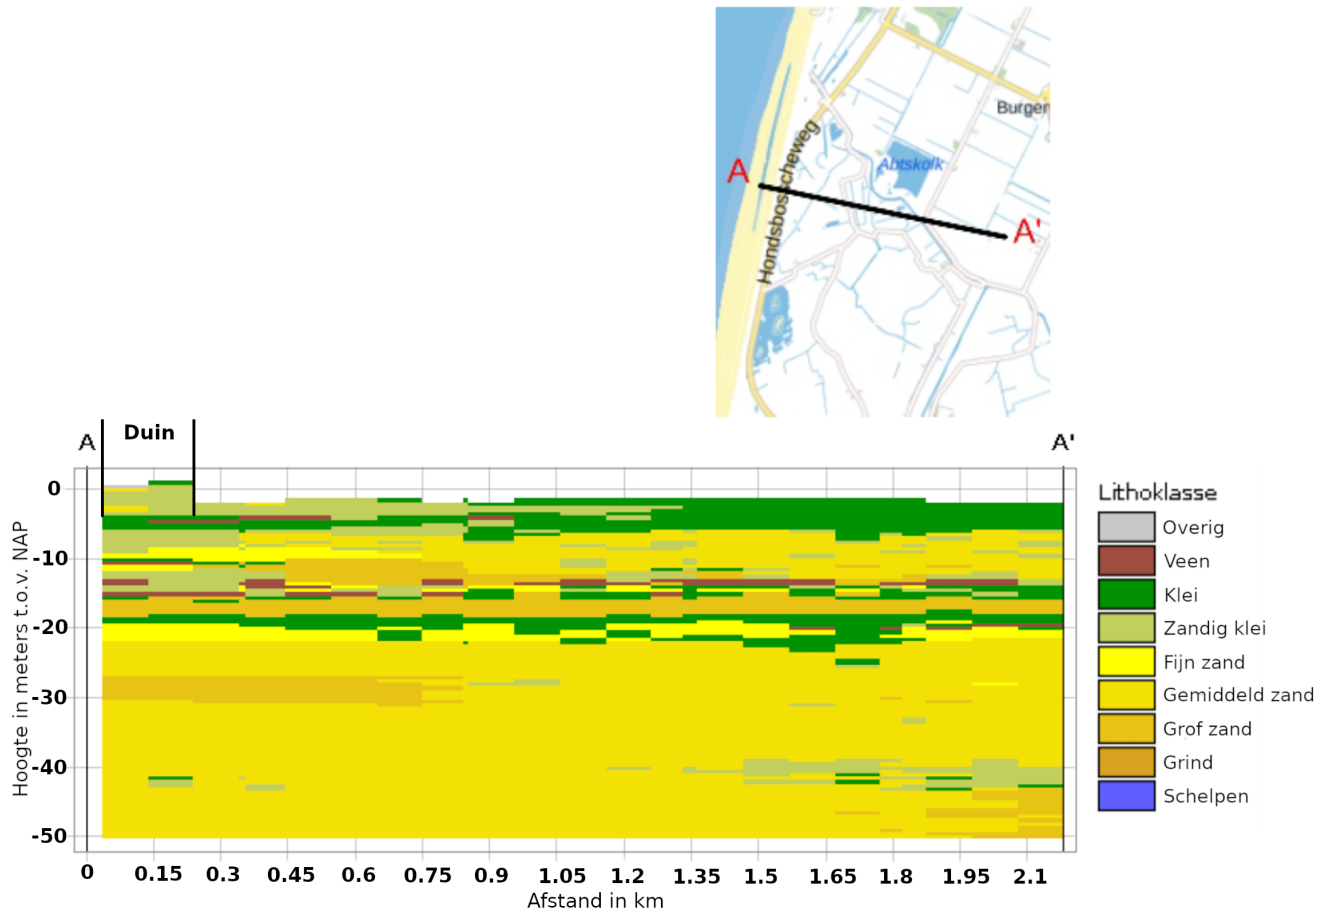 Burger
Abtskolk
Hondsbosscheweg
A
A'
A
Duin
A'
0
-10
-20
-30
-40
-50
Hoogte in meters t.o.v. NAP
0 0.15 0.3 0.45 0.6 0.75 0.9 1.05 1.2 1.35 1.5 1.65 1.8 1.95 2.1
Afstand in km
Lithoklasse
Overig
Veen
Klei
Zandig klei
Fijn zand
Gemiddeld zand
Grof zand
Grind
Schelpen